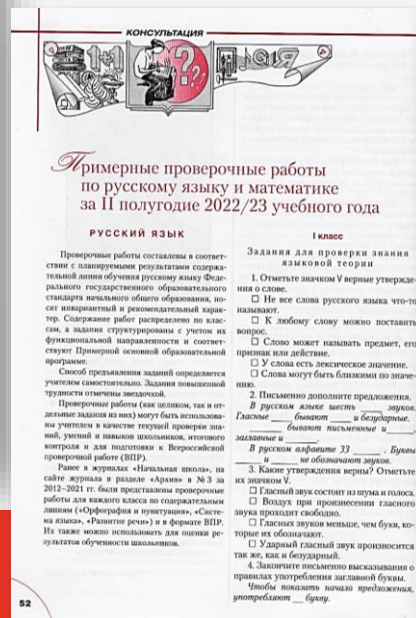 КОНСУЛЬТАЦИЯ
Примерные проверочные работы
по русскому языку и математике
за II полугодие 2022/23 учебного года
РУССКИЙ ЯЗЫК
Проверочные работы составлены в соответ-
ствии с планируемыми результатами содержа-
тельной линии обучения русскому языку Феде-
рального государственного образовательного
стандарта начального общего образования, но-
сят инвариантный и рекомендательный харак-
тер. Содержание работ распределено по клас-
сам, а задания структурированы с учетом их
функциональной направленности и соответ-
ствуют Примерной основной образовательной
программе.
Способ предъявления заданий определяется
учителем самостоятельно. Задания повышенной
трудности отмечены звездочкой.
Проверочные работы (как целиком, так и от-
дельные задания из них) могут быть использова-
ны учителем в качестве текущей проверки зна-
ний, умений и навыков школьников, итогового
контроля и для подготовки к Всероссийской
проверочной работе (ВПР).
Ранее в журналах «Начальная школа», на
сайте журнала в разделе «Архив» в № 3 за
2012–2021 гг. были представлены проверочные
работы для каждого класса по содержательным
линиям («Орфография и пунктуация», «Систе-
ма языка», «Развитие речи») и в формате ВПР.
Их также можно использовать для оценки ре-
зультатов обученности школьников.
52
I класс
Задания для проверки знания
языковой теории
1. Отметьте значком V верные утвержде-
ния о слове.
□ Не все слова русского языка что-то
называют.
□ К любому слову можно поставить
вопрос.
□ Слово может называть предмет, его
признак или действие.
□ У слова есть лексическое значение.
□ Слова могут быть близкими по значе-
нию.
2. Письменно дополните предложения.
В русском языке шесть ____ звуков.
Гласные ____ бывают ____ и безударные.
____ бывают письменные и ____,
заглавные и ____.
В русском алфавите 33 ____. Буквы
____ и ____ не обозначают звуков.
3. Какие утверждения верны? Отметьте
их значком V.
□ Гласный звук состоит из шума и голоса.
□ Воздух при произнесении гласного
звука проходит свободно.
□ Гласных звуков меньше, чем букв, ко-
торые их обозначают.
□ Ударный гласный звук произносится
так же, как и безударный.
4. Закончите письменно высказывания о
правилах употребления заглавной буквы.
Чтобы показать начало предложения,
употребляют __ букву.